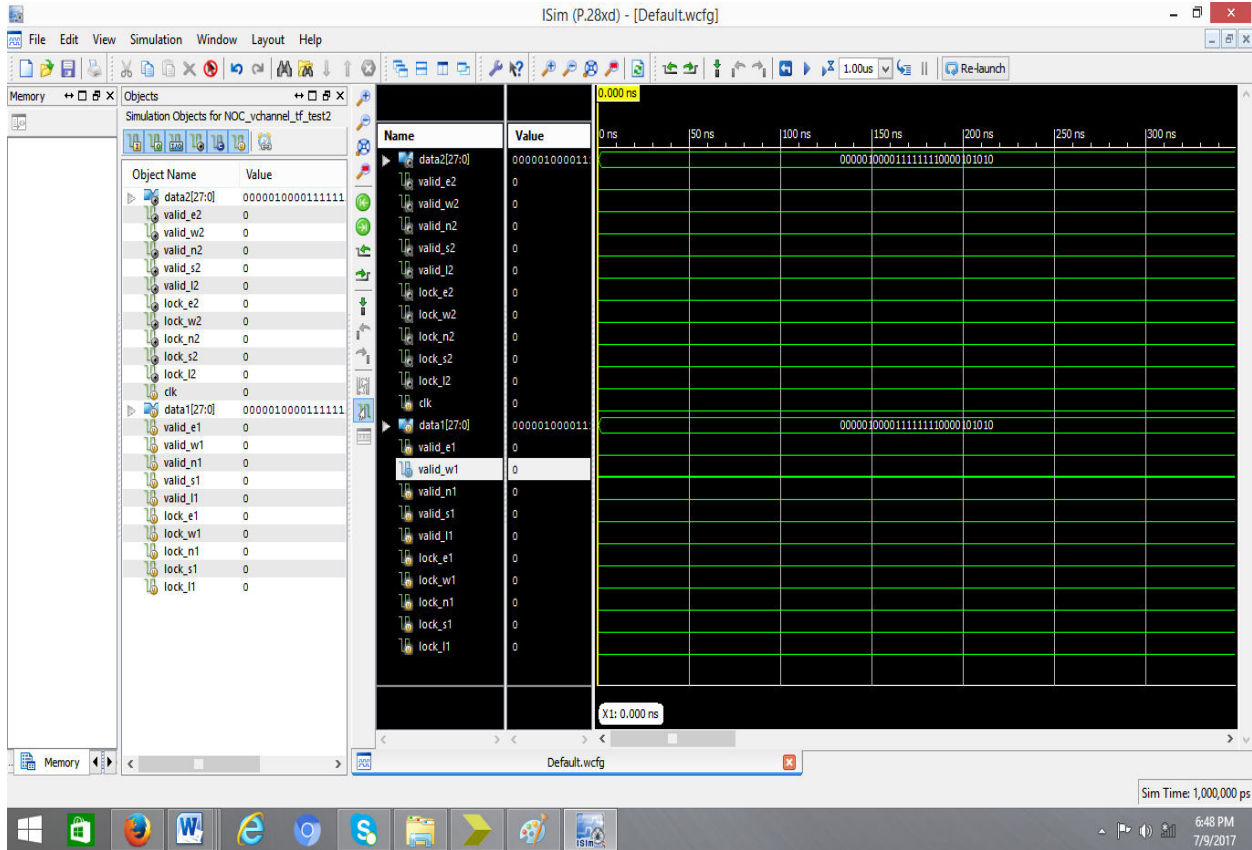 ISim (P.28xd) - [Default.wcfg]
File Edit View Simulation Window Layout Help
1.00us Re-launch
Memory
Objects
Simulation Objects for NOC_vchannel_tf_test2
Object Name Value
data2[27:0] 0000010000111111
valid_e2 0
valid_w2 0
valid_n2 0
valid_s2 0
valid_l2 0
lock_e2 0
lock_w2 0
lock_n2 0
lock_s2 0
lock_l2 0
clk 0
data1[27:0] 0000010000111111
valid_e1 0
valid_w1 0
valid_n1 0
valid_s1 0
valid_l1 0
lock_e1 0
lock_w1 0
lock_n1 0
lock_s1 0
lock_l1 0
0.000 ns
Name Value 0 ns 50 ns 100 ns 150 ns 200 ns 250 ns 300 ns
data2[27:0] 000001000011 0000010000111111110000101010
valid_e2 0
valid_w2 0
valid_n2 0
valid_s2 0
valid_l2 0
lock_e2 0
lock_w2 0
lock_n2 0
lock_s2 0
lock_l2 0
clk 0
data1[27:0] 000001000011 0000010000111111110000101010
valid_e1 0
valid_w1 0
valid_n1 0
valid_s1 0
valid_l1 0
lock_e1 0
lock_w1 0
lock_n1 0
lock_s1 0
lock_l1 0
X1: 0.000 ns
Memory
Default.wcfg
Sim Time: 1,000,000 ps
ISim
6:48 PM
7/9/2017